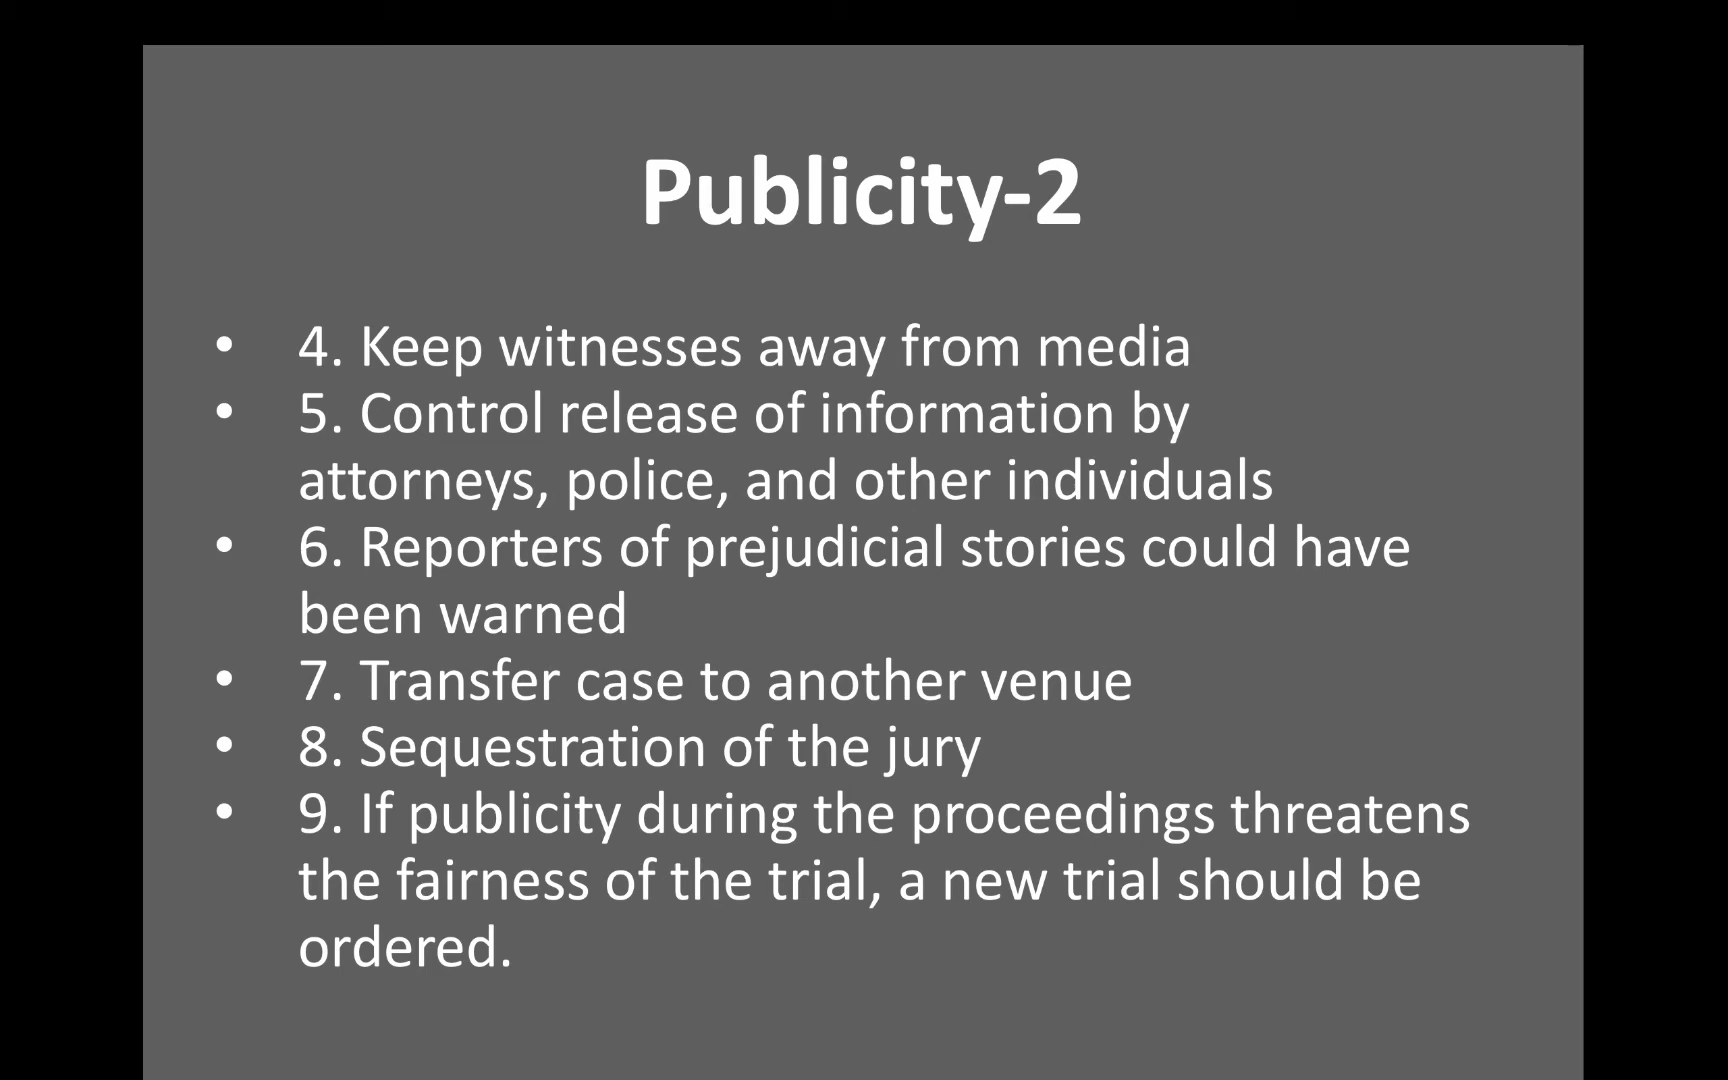 Publicity-2
• 4. Keep witnesses away from media
• 5. Control release of information by
attorneys, police, and other individuals
• 6. Reporters of prejudicial stories could have
been warned
• 7. Transfer case to another venue
• 8. Sequestration of the jury
• 9. If publicity during the proceedings threatens
the fairness of the trial, a new trial should be
ordered.